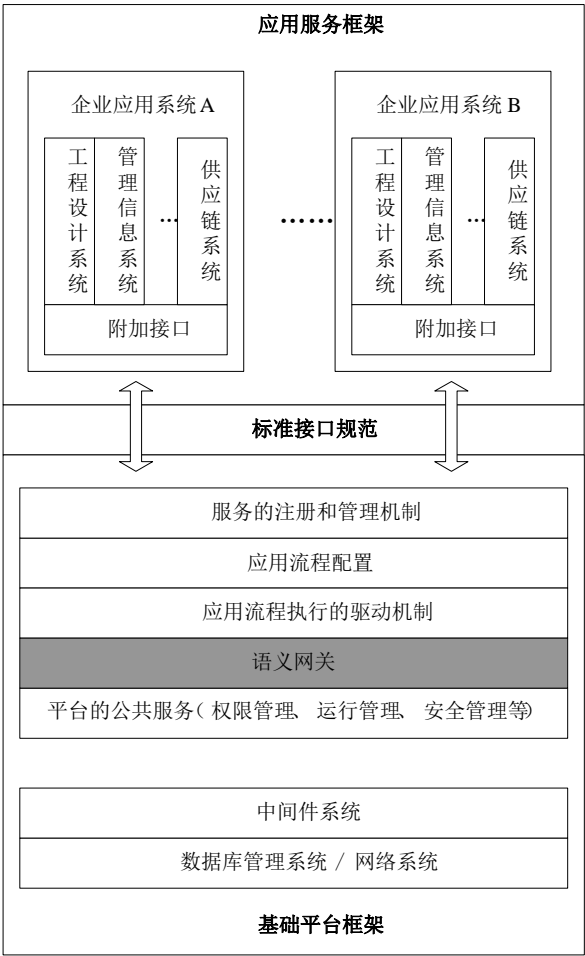 应用服务框架
企业应用系统A
工程设计系统
管理信息系统
...
供应链系统
附加接口
……
企业应用系统B
工程设计系统
管理信息系统
...
供应链系统
附加接口
标准接口规范
服务的注册和管理机制
应用流程配置
应用流程执行的驱动机制
语义网关
平台的公共服务(权限管理、运行管理、安全管理等)
中间件系统
数据库管理系统 / 网络系统
基础平台框架